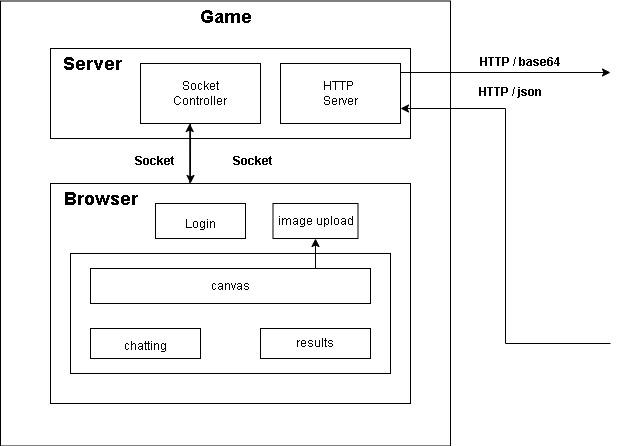 Game
Server
Socket
Controller
HTTP
Server
HTTP / base64
HTTP / json
Socket
Socket
Browser
Login
image upload
canvas
chatting
results